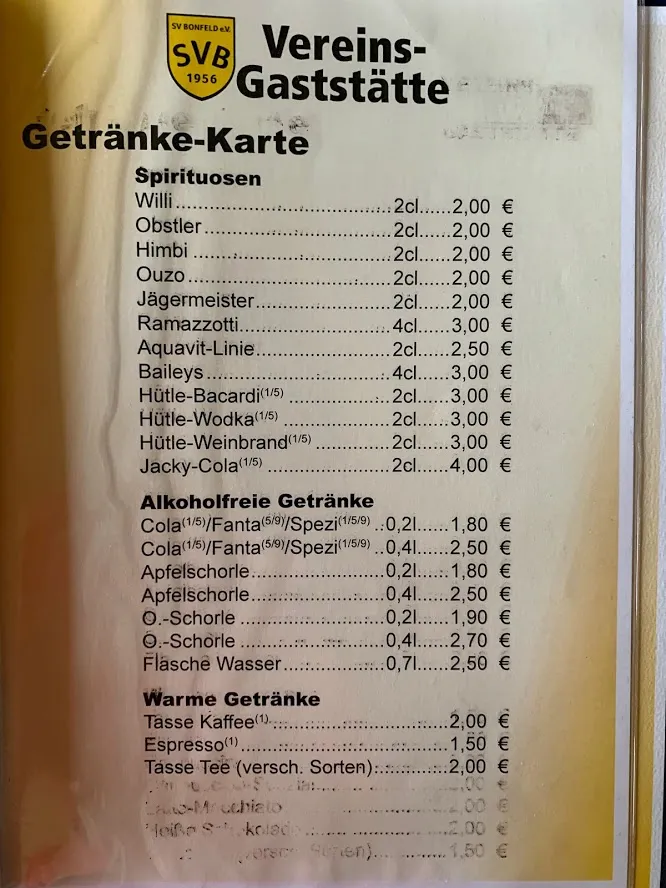 SV BONFELD e.V.
SVB
1956
Vereins-
Gaststätte
Getränke-Karte
Spirituosen
Willi 2cl 2,00 €
Obstler 2cl 2,00 €
Himbi 2cl 2,00 €
Ouzo 2cl 2,00 €
Jägermeister 2cl 2,00 €
Ramazzotti 4cl 3,00 €
Aquavit-Linie 2cl 2,50 €
Baileys 4cl 3,00 €
Hütle-Bacardi(1/5) 2cl 3,00 €
Hütle-Wodka(1/5) 2cl 3,00 €
Hütle-Weinbrand(1/5) 2cl 3,00 €
Jacky-Cola(1/5) 2cl 4,00 €
Alkoholfreie Getränke
Cola(1/5)/Fanta(5/9)/Spezi(1/5/9) 0,2l 1,80 €
Cola(1/5)/Fanta(5/9)/Spezi(1/5/9) 0,4l 2,50 €
Apfelschorle 0,2l 1,80 €
Apfelschorle 0,4l 2,50 €
O.-Schorle 0,2l 1,90 €
O.-Schorle 0,4l 2,70 €
Flasche Wasser 0,7l 2,50 €
Warme Getränke
Tasse Kaffee(1) 2,00 €
Espresso(1) 1,50 €
Tasse Tee (versch. Sorten) 2,00 €
,00 €
2,00 €
2,00 €
1,50 €